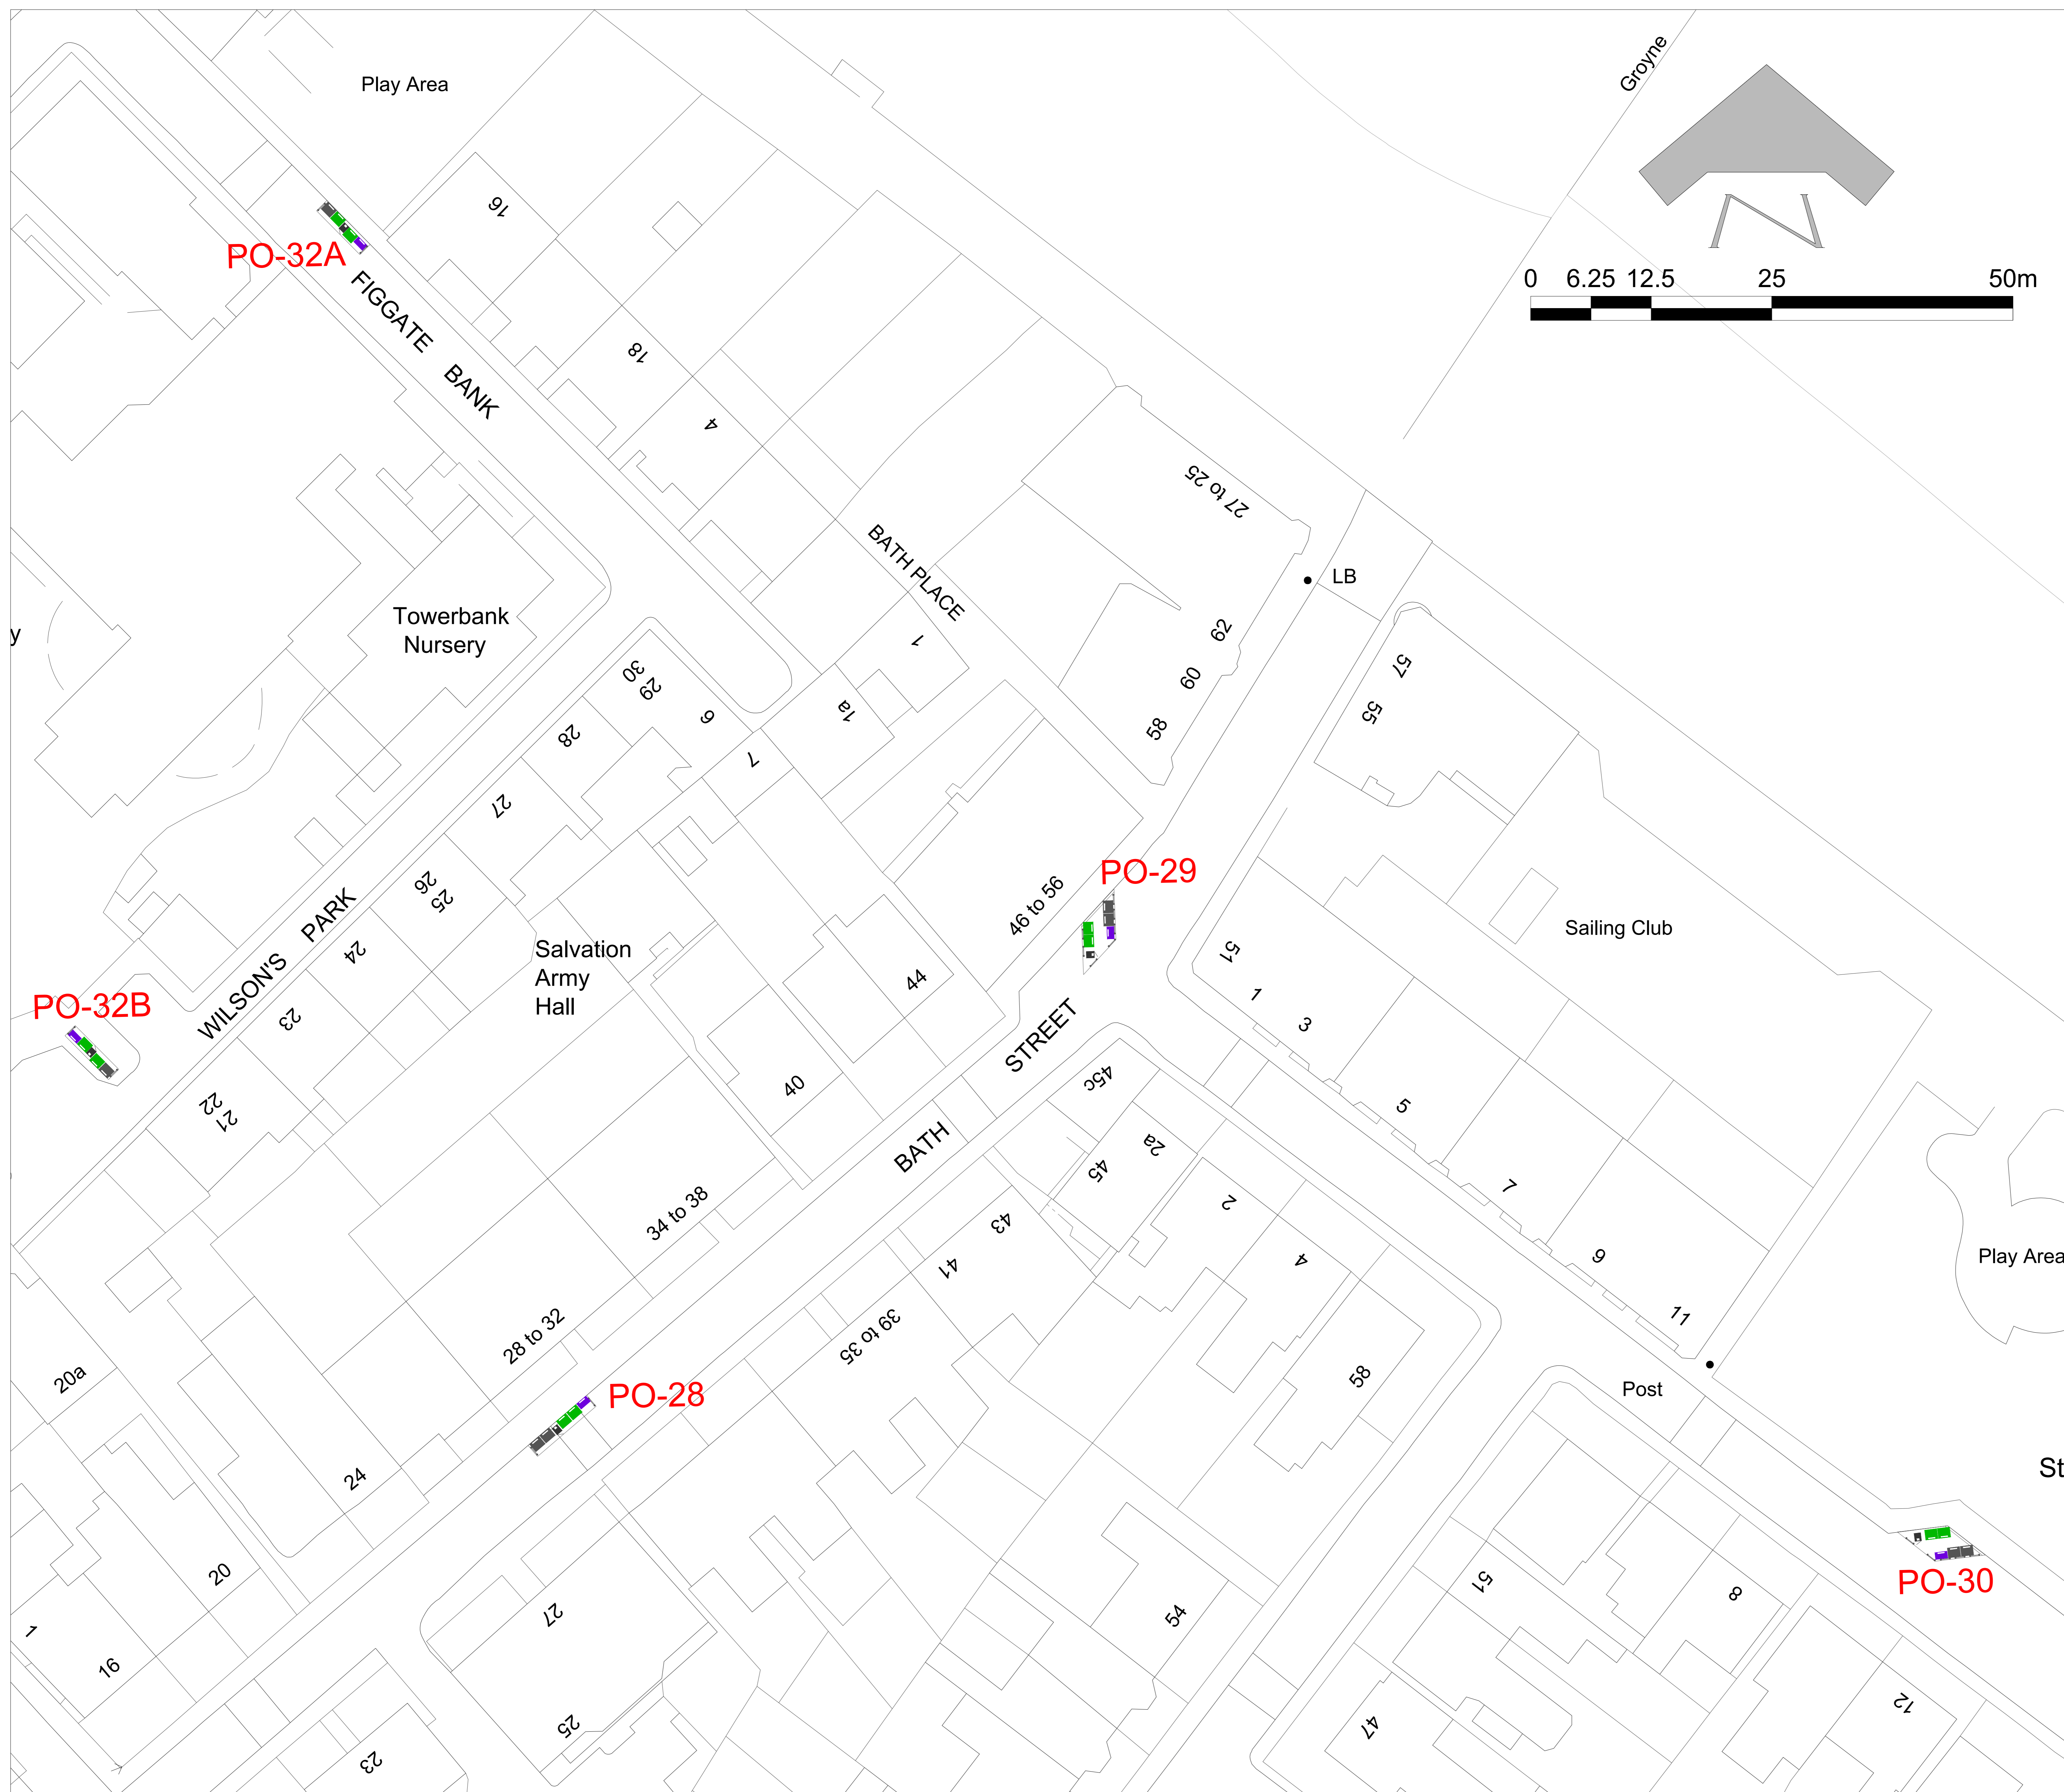 Groyne
Play Area
0 6.25 12.5 25 50m
16
PO-32A
FIGGATE BANK
18
4
27 to 25
BATH PLACE
LB
Towerbank
Nursery
y
1
62
60
58
57
55
30
29
28
6
1a
7
27
26
25
24
23
22
21
WILSON'S PARK
PO-32B
Salvation
Army
Hall
46 to 56
PO-29
Sailing Club
44
40
51
1
3
5
7
9
11
BATH STREET
45c
2a
45
2
4
43
41
39 to 35
34 to 38
28 to 32
58
Play Area
Post
PO-28
20a
24
20
1
16
27
25
23
54
51
47
8
12
St
PO-30